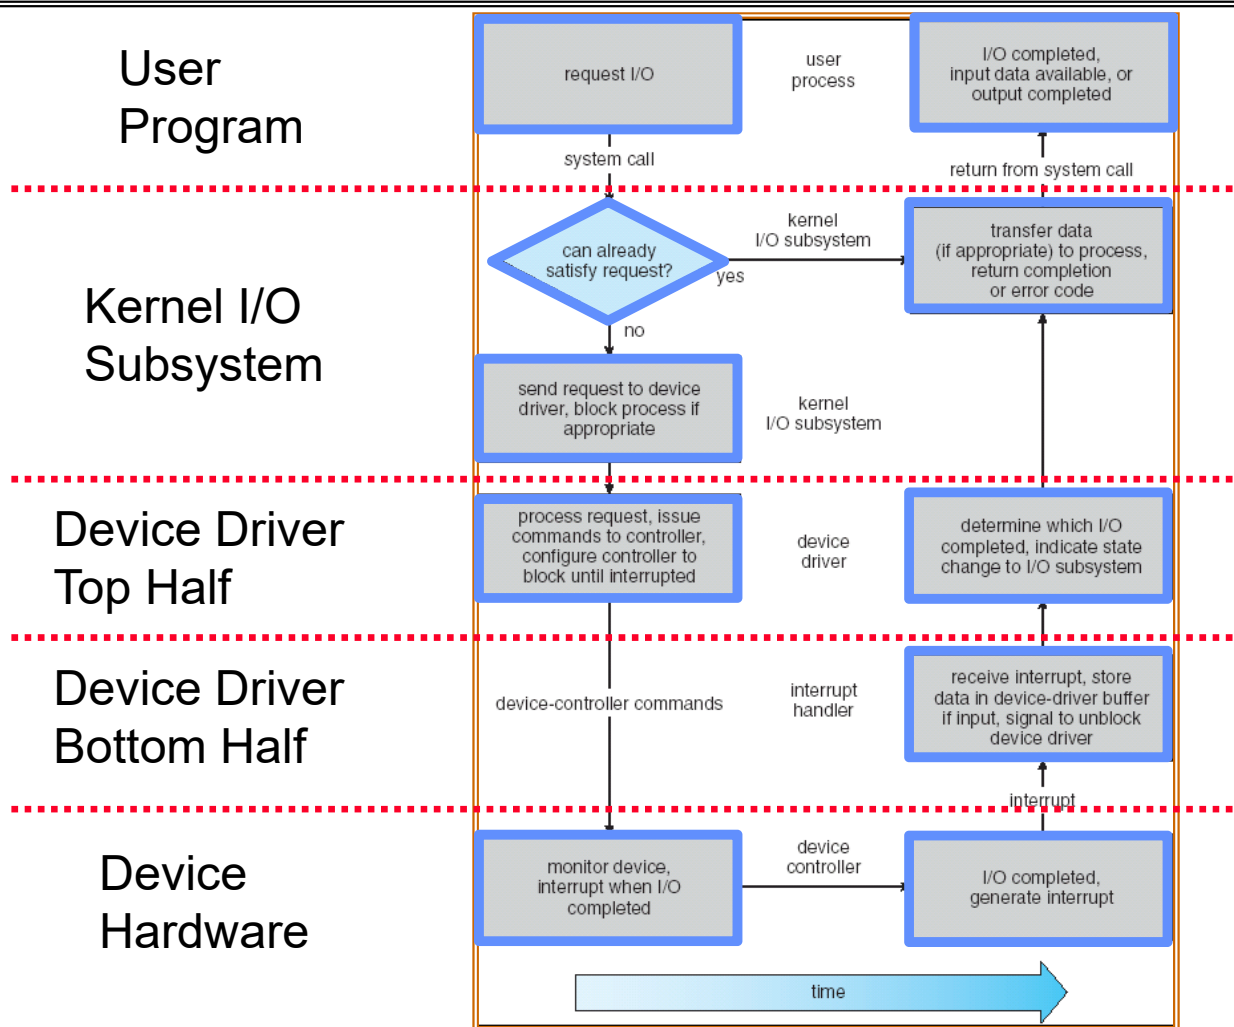 User
Program
request I/O
user
process
I/O completed,
input data available, or
output completed
system call
return from system call
Kernel I/O
Subsystem
can already
satisfy request?
kernel
I/O subsystem
yes
transfer data
(if appropriate) to process,
return completion
or error code
no
send request to device
driver, block process if
appropriate
kernel
I/O subsystem
Device Driver
Top Half
process request, issue
commands to controller,
configure controller to
block until interrupted
device
driver
determine which I/O
completed, indicate state
change to I/O subsystem
Device Driver
Bottom Half
device-controller commands
interrupt
handler
receive interrupt, store
data in device-driver buffer
if input, signal to unblock
device driver
interrupt
Device
Hardware
monitor device,
interrupt when I/O
completed
device
controller
I/O completed,
generate interrupt
time